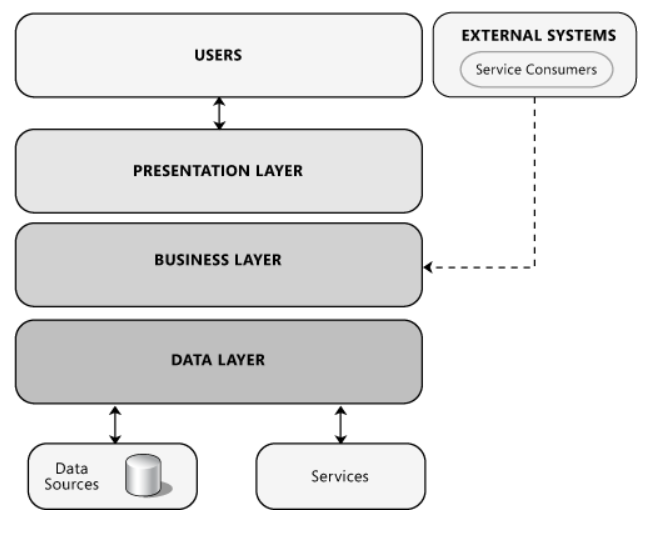 USERS
EXTERNAL SYSTEMS
Service Consumers
PRESENTATION LAYER
BUSINESS LAYER
DATA LAYER
Data
Sources
Services